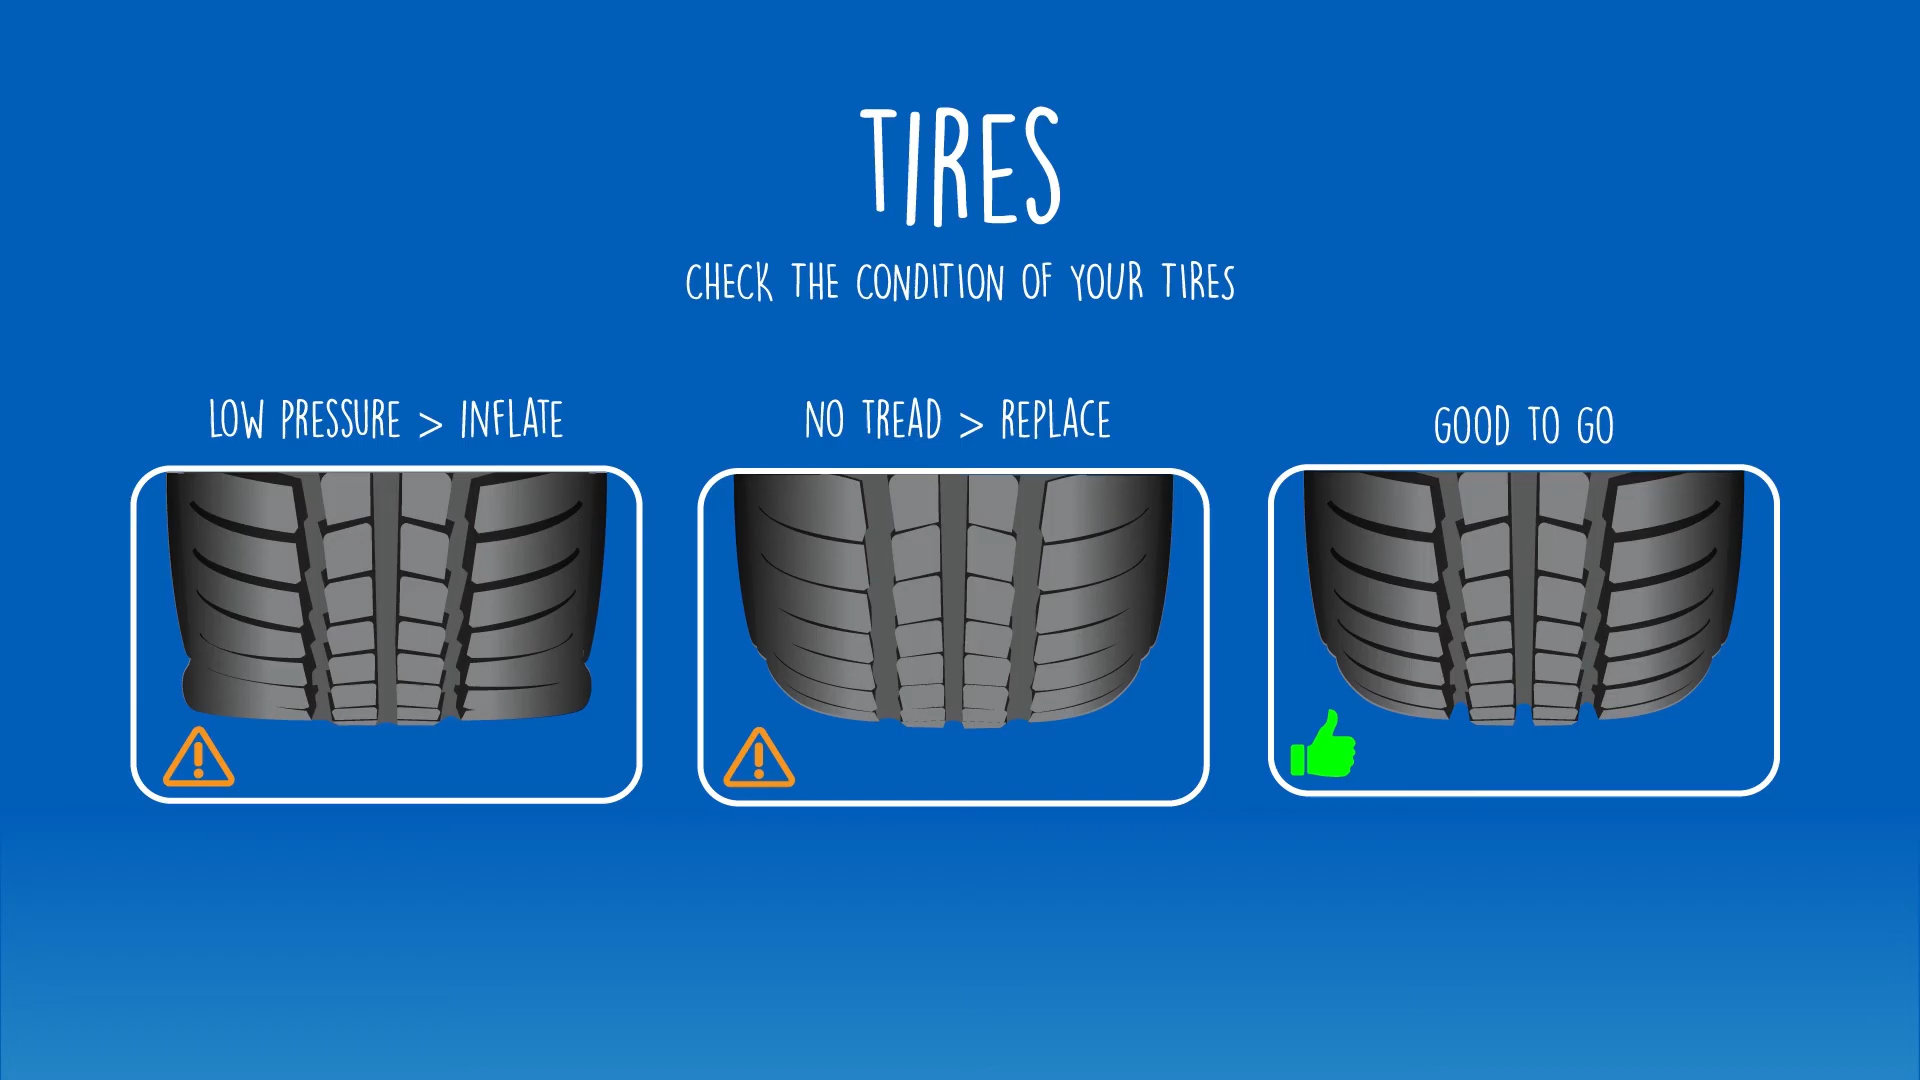 TIRES
CHECK THE CONDITION OF YOUR TIRES
LOW PRESSURE > INFLATE
NO TREAD > REPLACE
GOOD TO GO